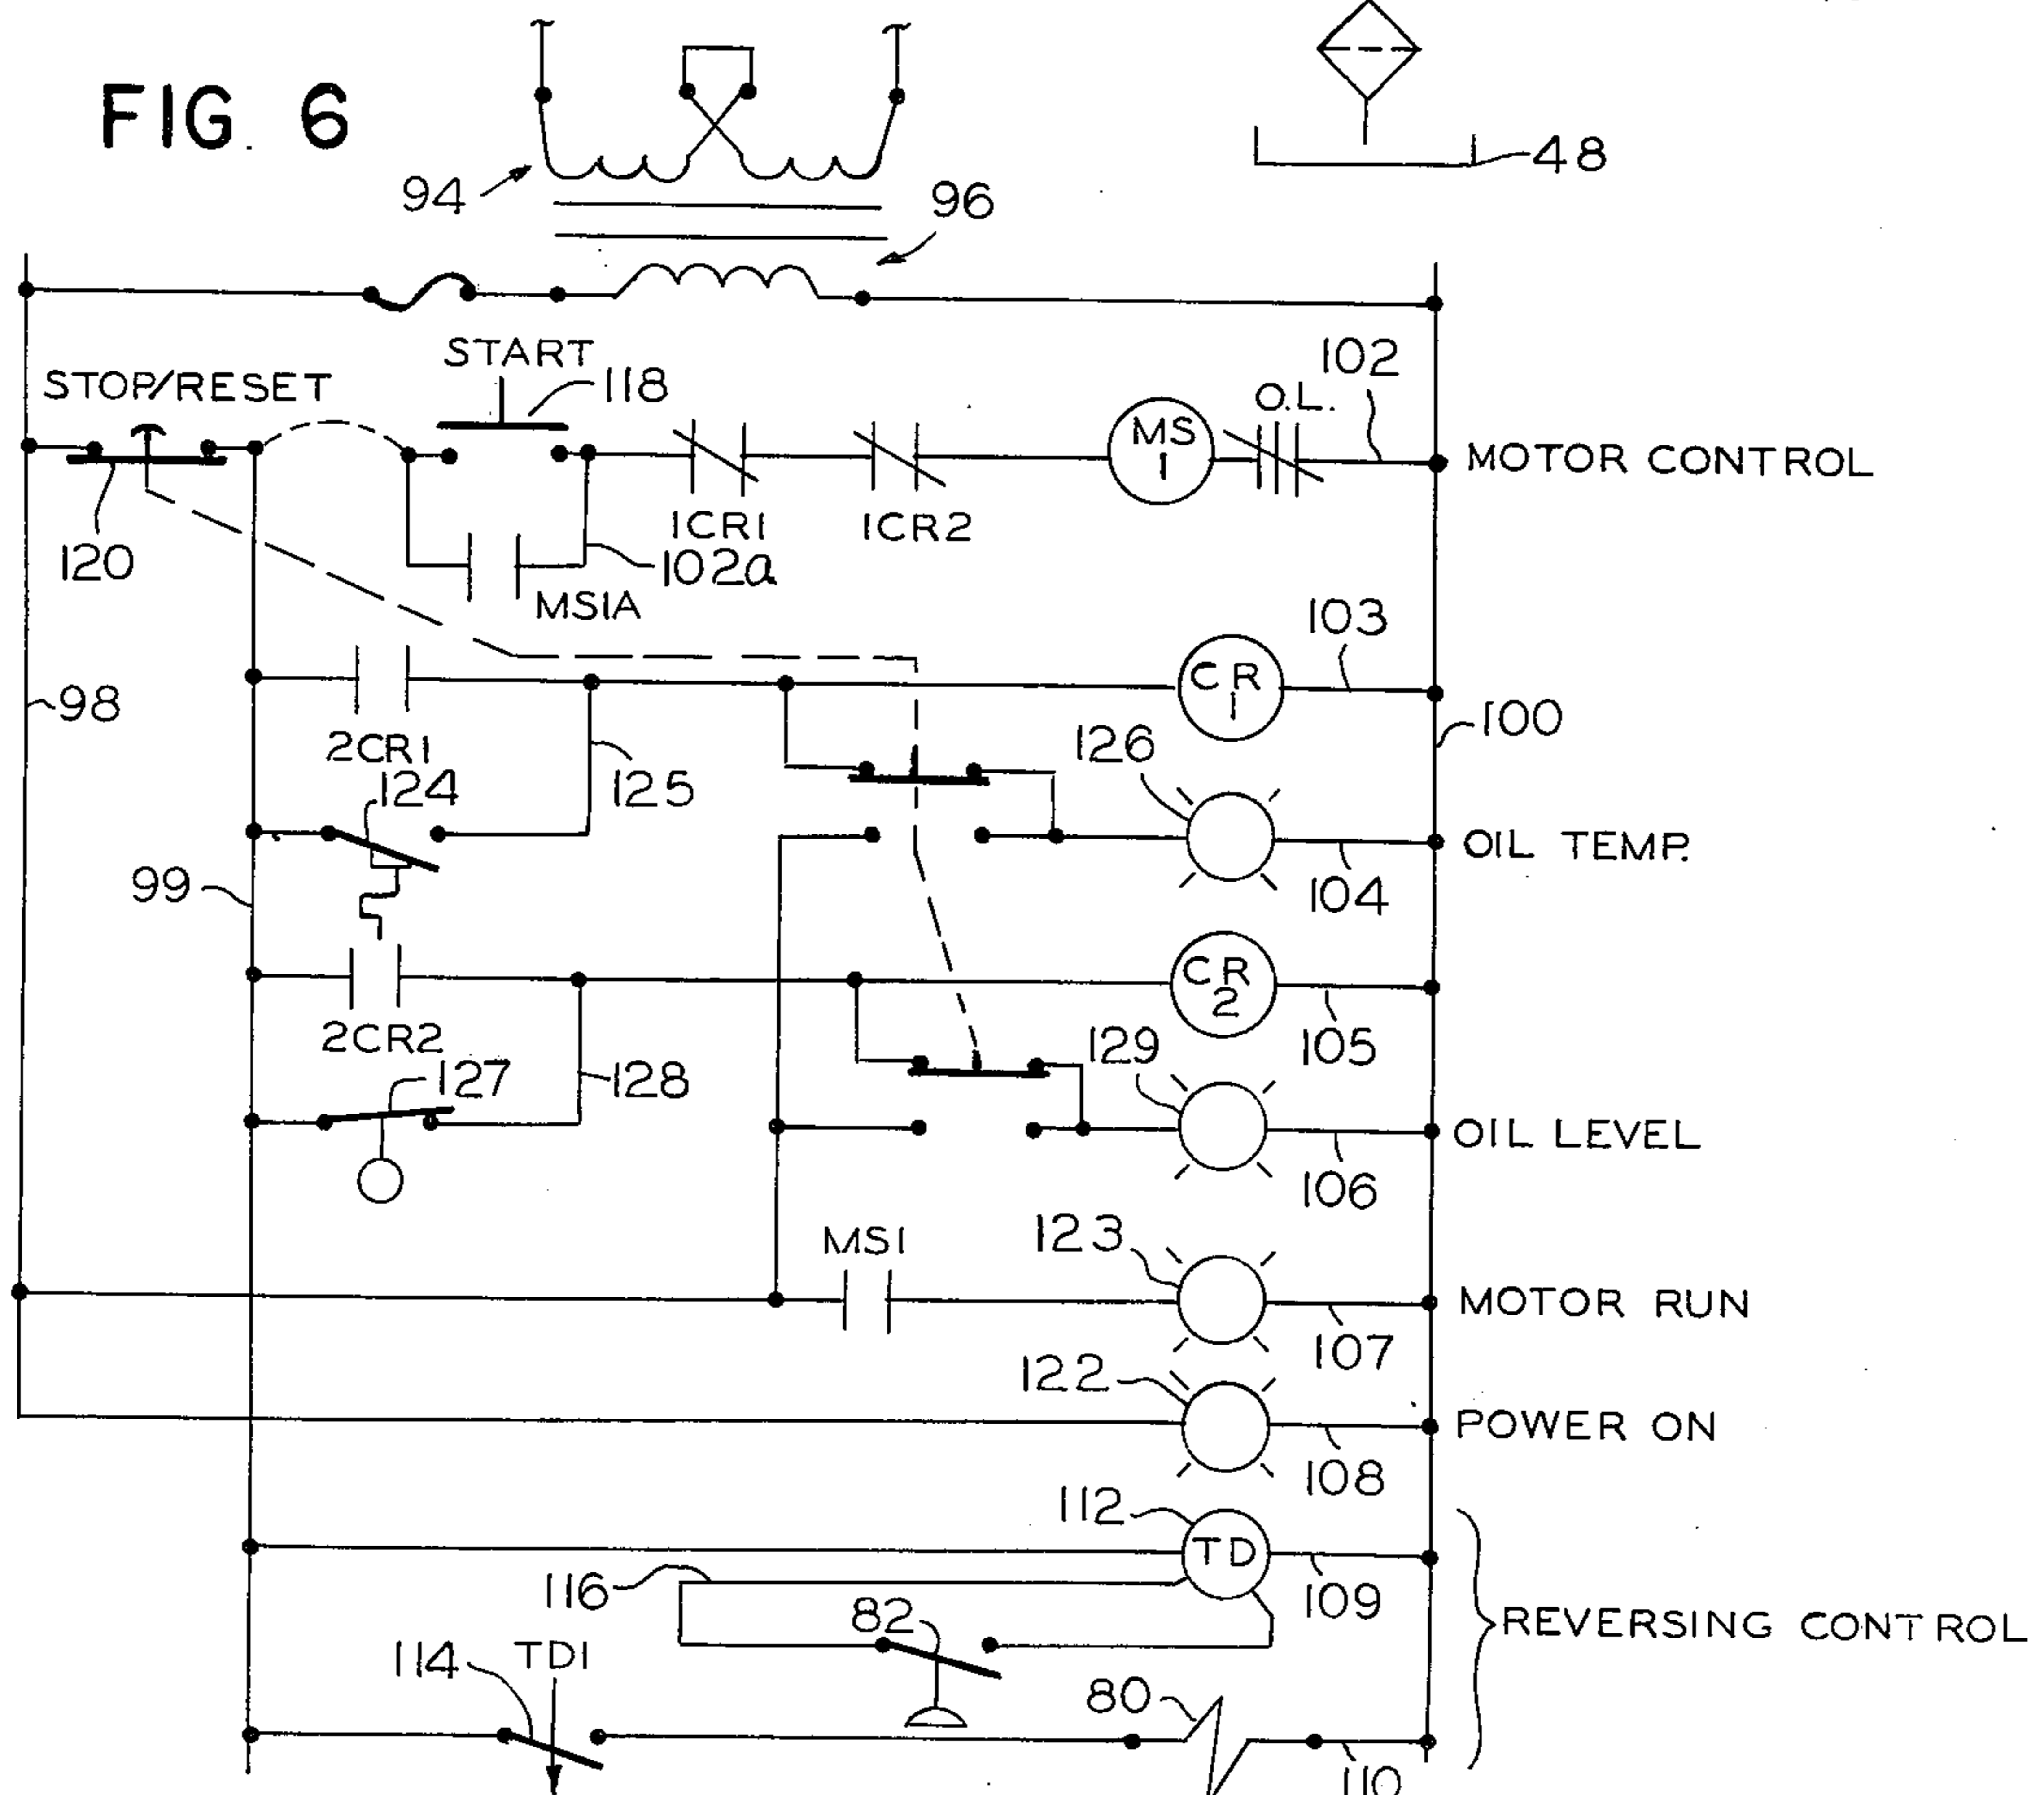 FIG. 6
94
96
48
START
118
STOP/RESET
120
102
O.L.
MS
1
MOTOR CONTROL
1CR1
1CR2
102a
MS1A
103
CR
1
98
2CR1
124
125
126
100
OIL TEMP.
104
99
CR
2
105
2CR2
127
128
129
OIL LEVEL
106
MS1
123
MOTOR RUN
107
122
POWER ON
108
112
TD
109
116
82
REVERSING CONTROL
114
TD1
80
110